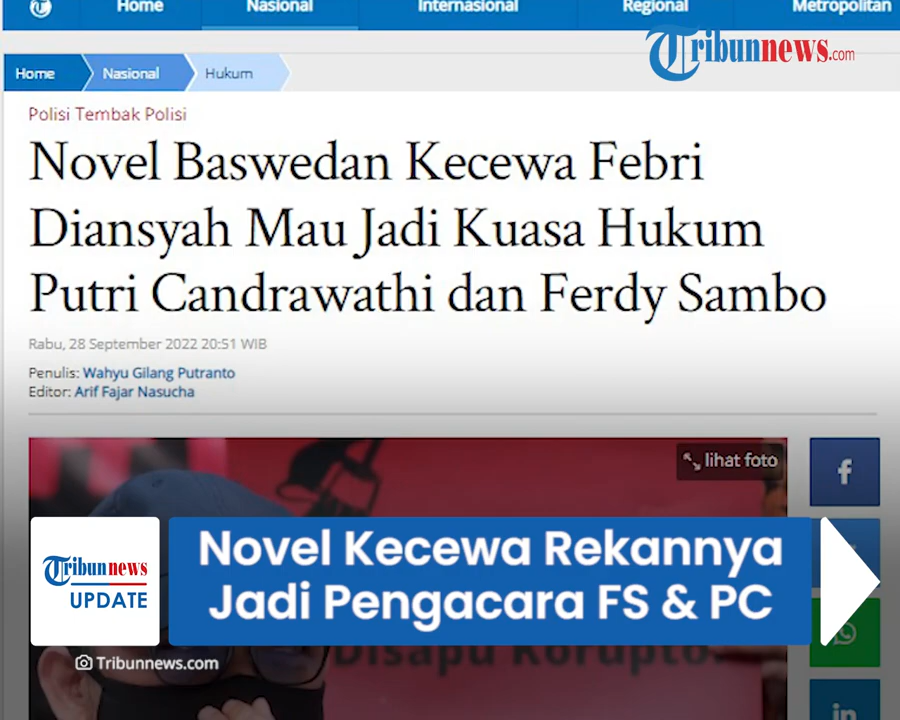 Home Nasional Internasional Regional Metropolitan
Tribunnews.com
Home Nasional Hukum
Polisi Tembak Polisi
Novel Baswedan Kecewa Febri
Diansyah Mau Jadi Kuasa Hukum
Putri Candrawathi dan Ferdy Sambo
Rabu, 28 September 2022 20:51 WIB
Penulis: Wahyu Gilang Putranto
Editor: Arif Fajar Nasucha
lihat foto
f
Tribunnews
UPDATE
Novel Kecewa Rekannya
Jadi Pengacara FS & PC
Disapu Koruptor
Tribunnews.com
in